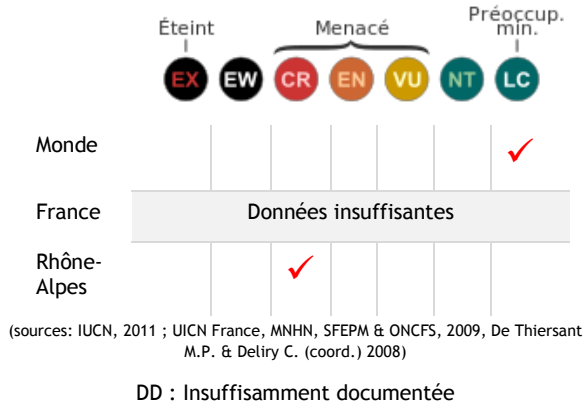 Éteint
Menacé
Préoccup.
min.
EX EW CR EN VU NT LC
Monde
France Données insuffisantes
Rhône-
Alpes
(sources: IUCN, 2011 ; UICN France, MNHN, SFEPM & ONCFS, 2009, De Thiersant
M.P. & Deliry C. (coord.) 2008)
DD : Insuffisamment documentée